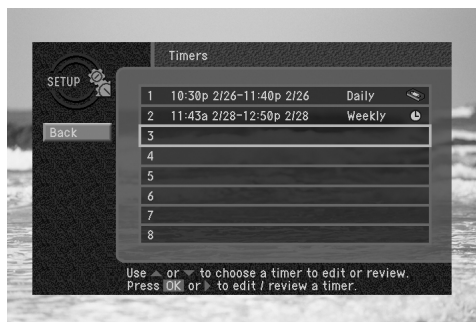 Timers
SETUP
Back
1 10:30p 2/26-11:40p 2/26 Daily
2 11:43a 2/28-12:50p 2/28 Weekly
3
4
5
6
7
8
Use ▲ or ▼ to choose a timer to edit or review.
Press OK or ▶ to edit / review a timer.